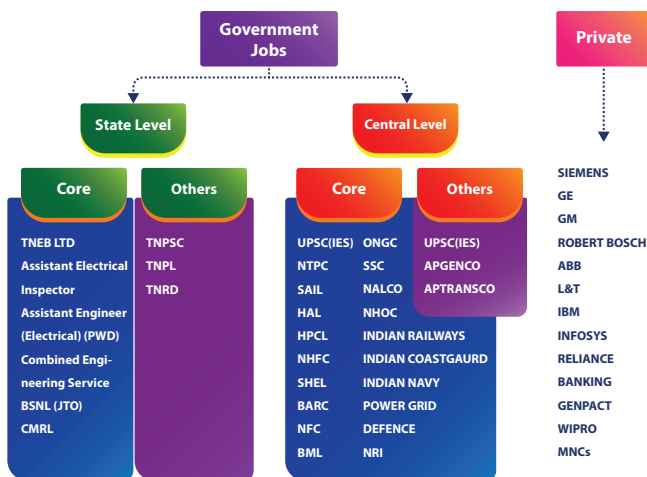 Government
Jobs
Private
State Level
Central Level
Core
Others
Core
Others
TNEB LTD
Assistant Electrical
Inspector
Assistant Engineer
(Electrical) (PWD)
Combined Engi-
neering Service
BSNL (JTO)
CMRL
TNPSC
TNPL
TNRD
UPSC(IES)
NTPC
SAIL
HAL
HPCL
NHFC
SHEL
BARC
NFC
BML
ONGC
SSC
NALCO
NHOC
INDIAN RAILWAYS
INDIAN COASTGAURD
INDIAN NAVY
POWER GRID
DEFENCE
NRI
UPSC(IES)
APGENCO
APTRANSCO
SIEMENS
GE
GM
ROBERT BOSCH
ABB
L&T
IBM
INFOSYS
RELIANCE
BANKING
GENPACT
WIPRO
MNCs